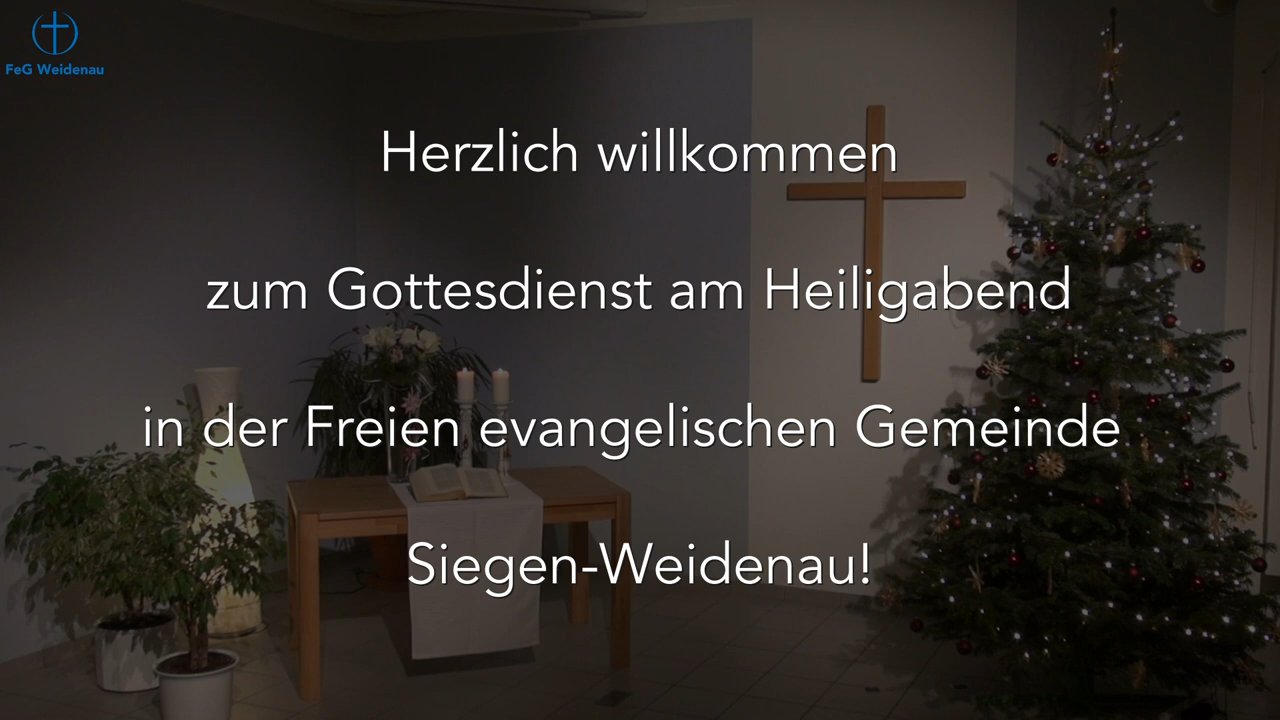 FeG Weidenau
Herzlich willkommen
zum Gottesdienst am Heiligabend
in der Freien evangelischen Gemeinde
Siegen-Weidenau!